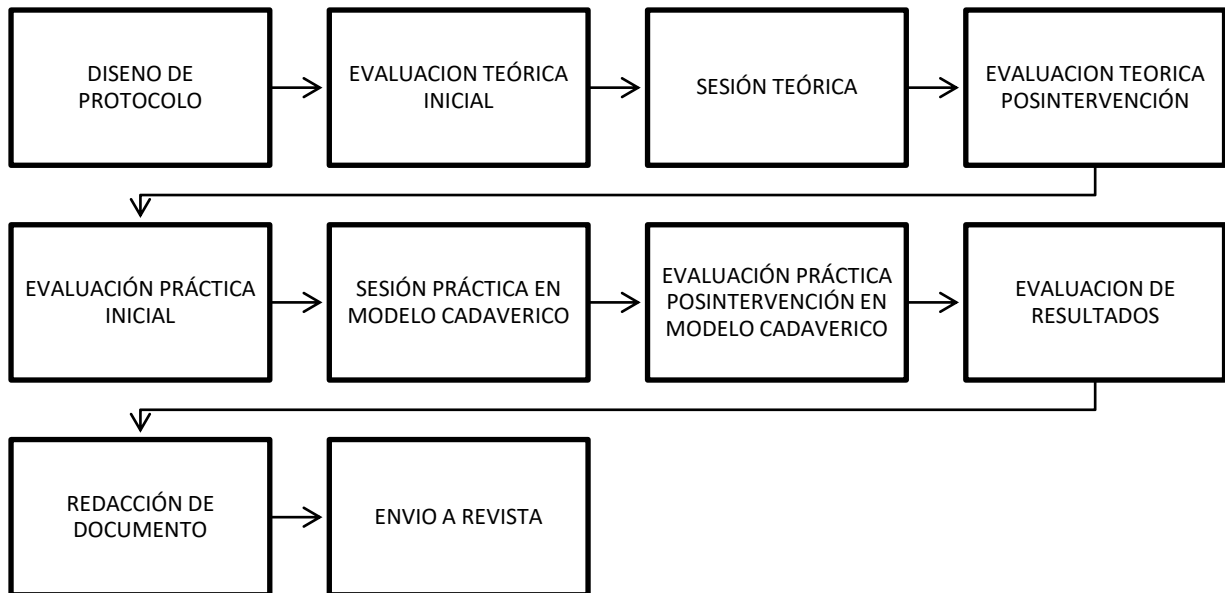 DISENO DE
PROTOCOLO
EVALUACION TEÓRICA
INICIAL
SESIÓN TEÓRICA
EVALUACION TEORICA
POSINTERVENCIÓN
EVALUACIÓN PRÁCTICA
INICIAL
SESIÓN PRÁCTICA EN
MODELO CADAVERICO
EVALUACIÓN PRÁCTICA
POSINTERVENCIÓN EN
MODELO CADAVERICO
EVALUACION DE
RESULTADOS
REDACCIÓN DE
DOCUMENTO
ENVIO A REVISTA